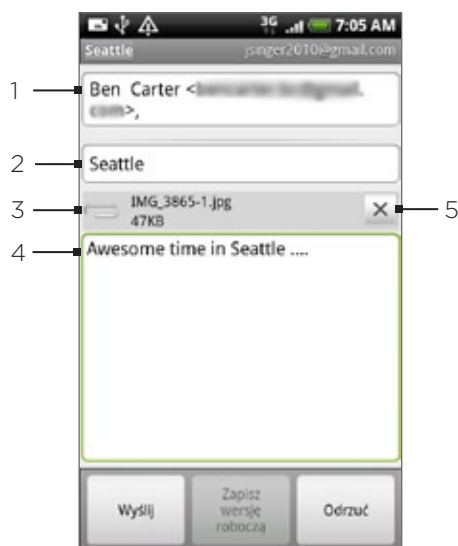 3G 7:05 AM
Seattle jsinger2010@gmail.com
1 Ben Carter <
>,
2 Seattle
3 IMG_3865-1.jpg 5
47KB
4 Awesome time in Seattle ....
Wyślij Zapisz wersję roboczą Odrzuć